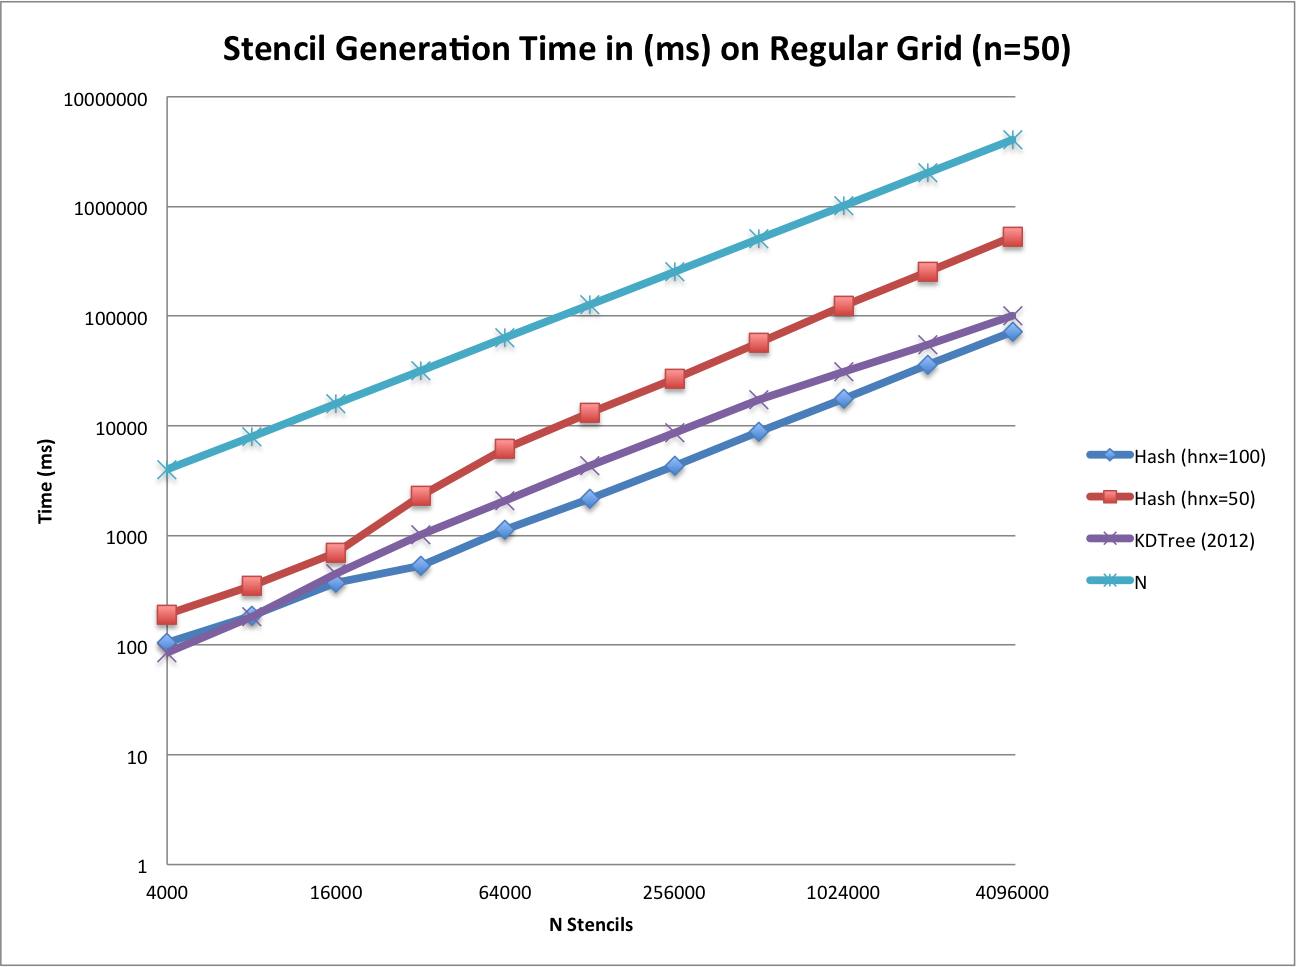 Stencil Generation Time in (ms) on Regular Grid (n=50)
10000000
1000000
100000
10000
1000
100
10
1
Time (ms)
4000
16000
64000
256000
1024000
4096000
N Stencils
Hash (hnx=100)
Hash (hnx=50)
KDTree (2012)
N